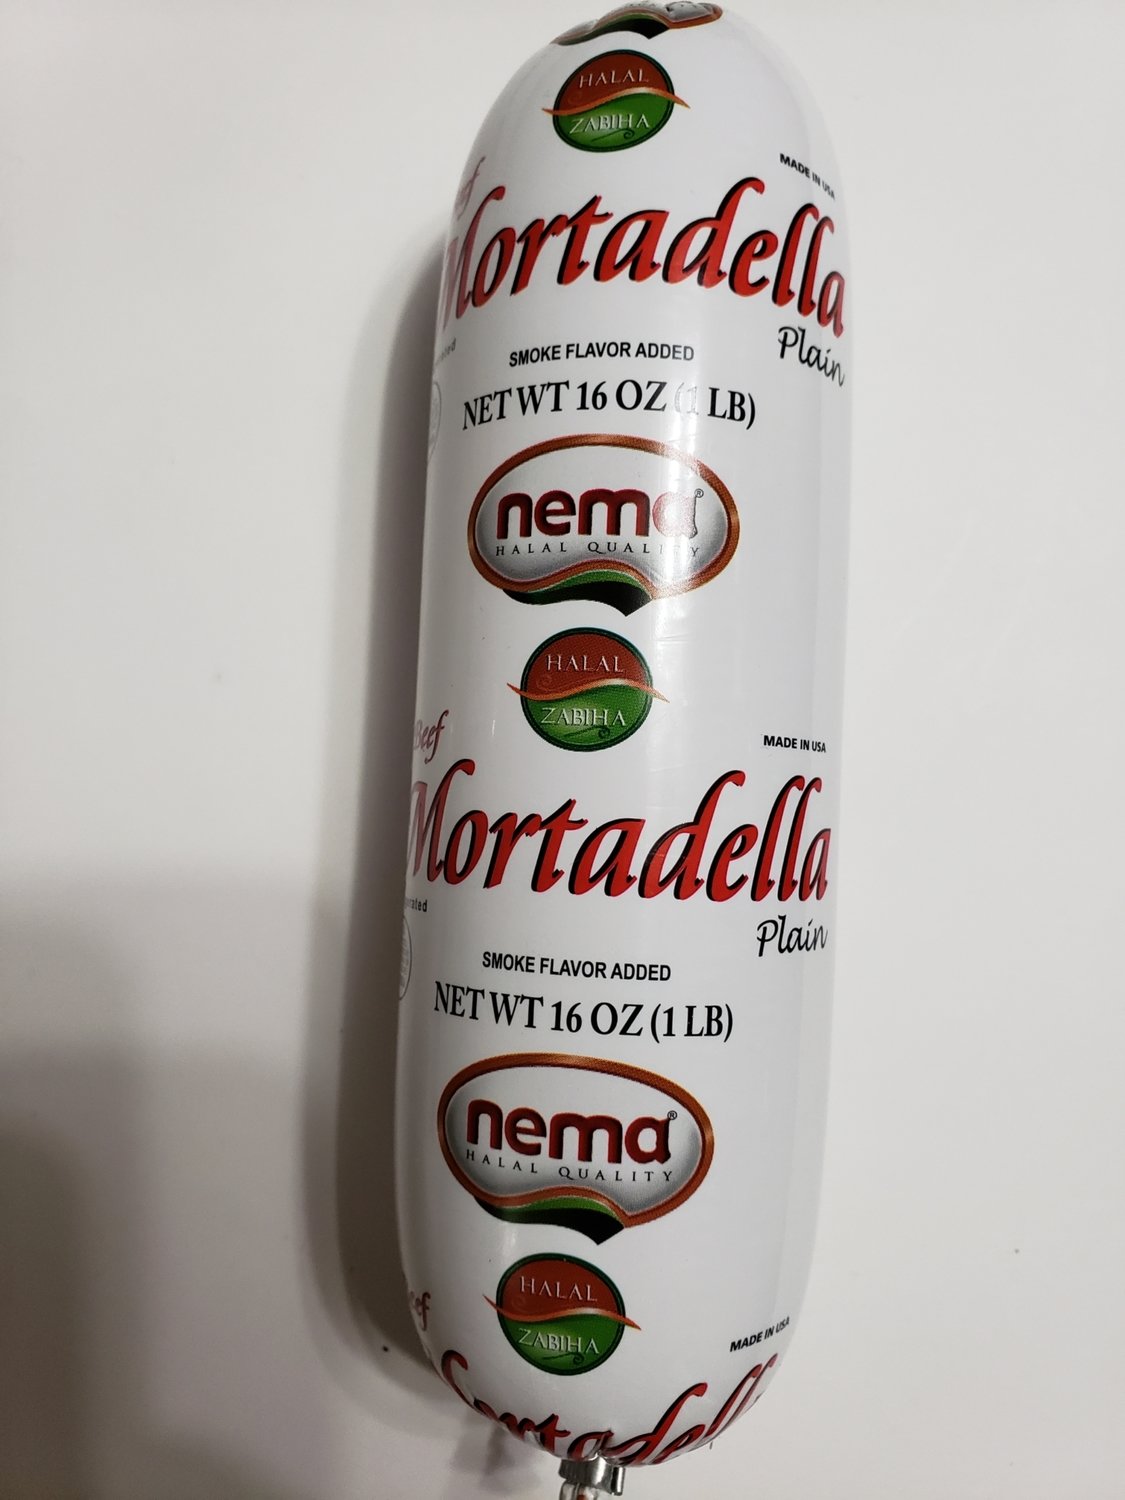 HALAL
ZABIHA
MADE IN USA
Mortadella
Plain
SMOKE FLAVOR ADDED
NET WT 16 OZ (1 LB)
nema®
HALAL QUALITY
HALAL
ZABIHA
Beef
MADE IN USA
Mortadella
Plain
SMOKE FLAVOR ADDED
NET WT 16 OZ (1 LB)
nema®
HALAL QUALITY
HALAL
ZABIHA
MADE IN USA
Mortadella